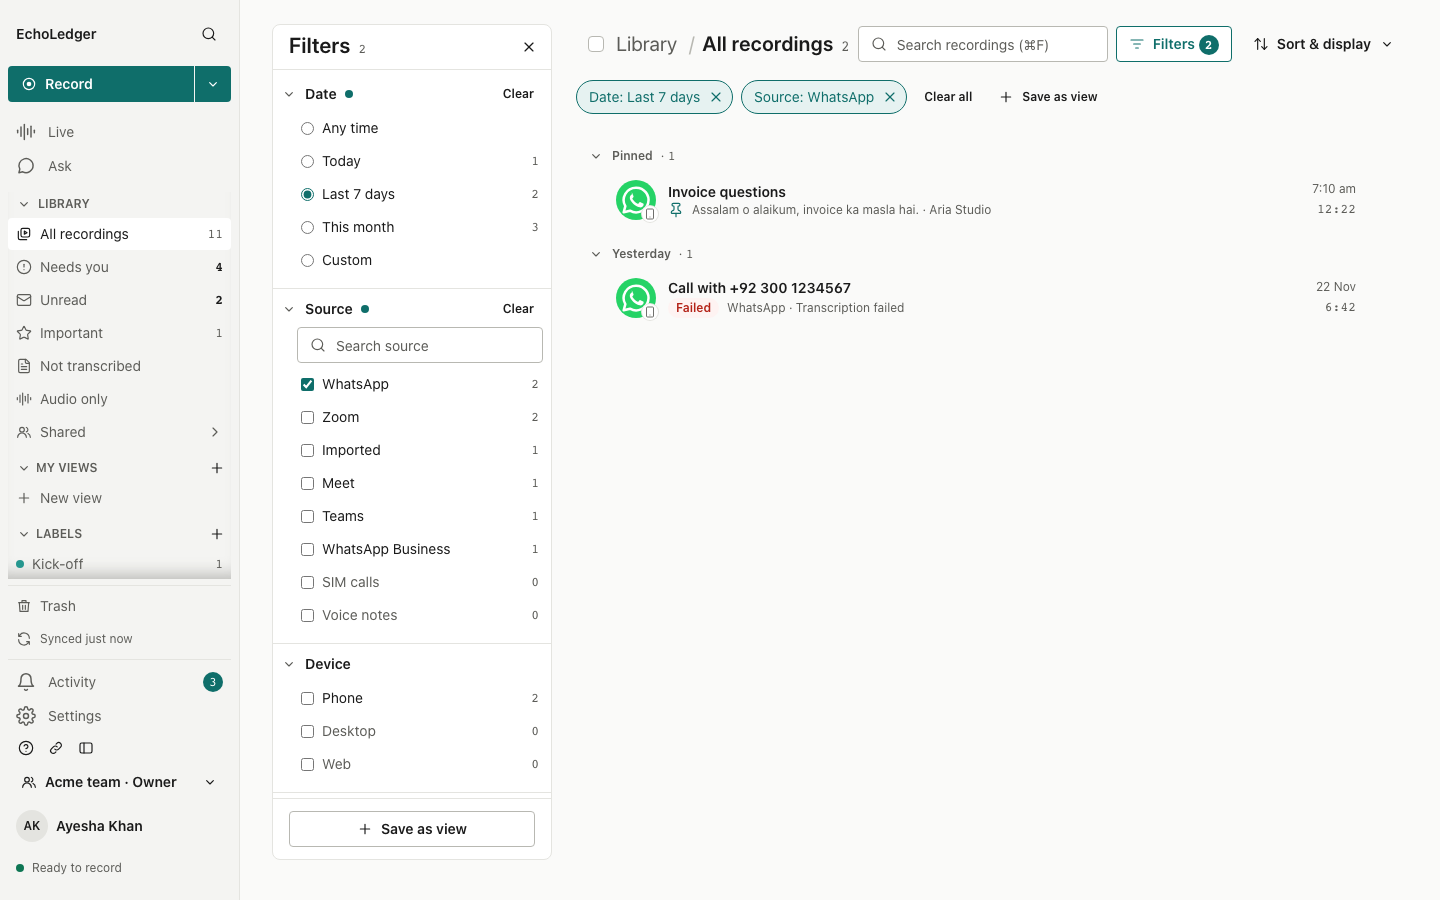 EchoLedger
Record
Live
Ask
LIBRARY
All recordings 11
Needs you 4
Unread 2
Important 1
Not transcribed
Audio only
Shared
MY VIEWS
New view
LABELS
Kick-off 1
Trash
Synced just now
Activity 3
Settings
Acme team · Owner
AK Ayesha Khan
Ready to record
Filters 2
Date Clear
Any time
Today 1
Last 7 days 2
This month 3
Custom
Source Clear
Search source
WhatsApp 2
Zoom 2
Imported 1
Meet 1
Teams 1
WhatsApp Business 1
SIM calls 0
Voice notes 0
Device
Phone 2
Desktop 0
Web 0
Save as view
Library / All recordings 2
Search recordings (⌘F)
Filters 2
Sort & display
Date: Last 7 days
Source: WhatsApp
Clear all
Save as view
Pinned · 1
Invoice questions 7:10 am
Assalam o alaikum, invoice ka masla hai. · Aria Studio 12:22
Yesterday · 1
Call with +92 300 1234567 22 Nov
Failed WhatsApp · Transcription failed 6:42